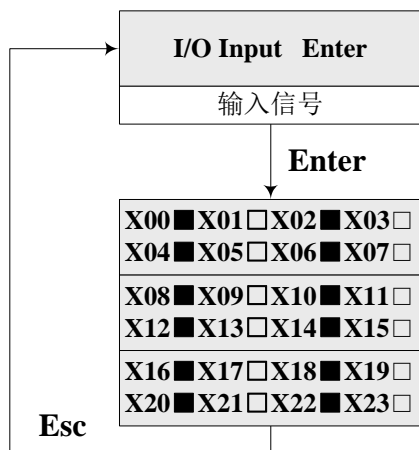 I/O Input Enter
输入信号
Enter
X00■X01□X02■X03□
X04■X05□X06■X07□
X08■X09□X10■X11□
X12■X13□X14■X15□
X16■X17□X18■X19□
X20■X21□X22■X23□
Esc